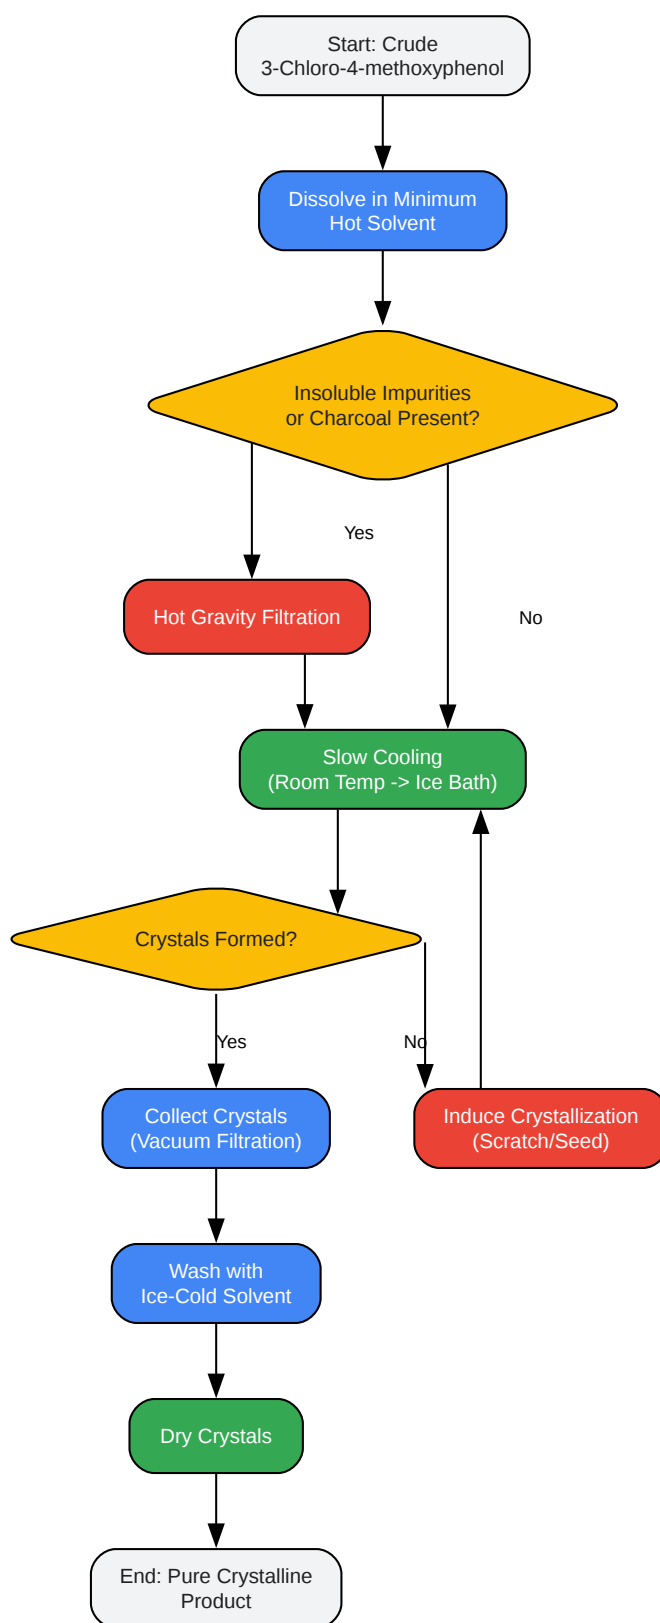 Start: Crude
3-Chloro-4-methoxyphenol
Dissolve in Minimum
Hot Solvent
Insoluble Impurities
or Charcoal Present?
Yes
Hot Gravity Filtration
No
Slow Cooling
(Room Temp -> Ice Bath)
Crystals Formed?
Yes
No
Collect Crystals
(Vacuum Filtration)
Induce Crystallization
(Scratch/Seed)
Wash with
Ice-Cold Solvent
Dry Crystals
End: Pure Crystalline
Product